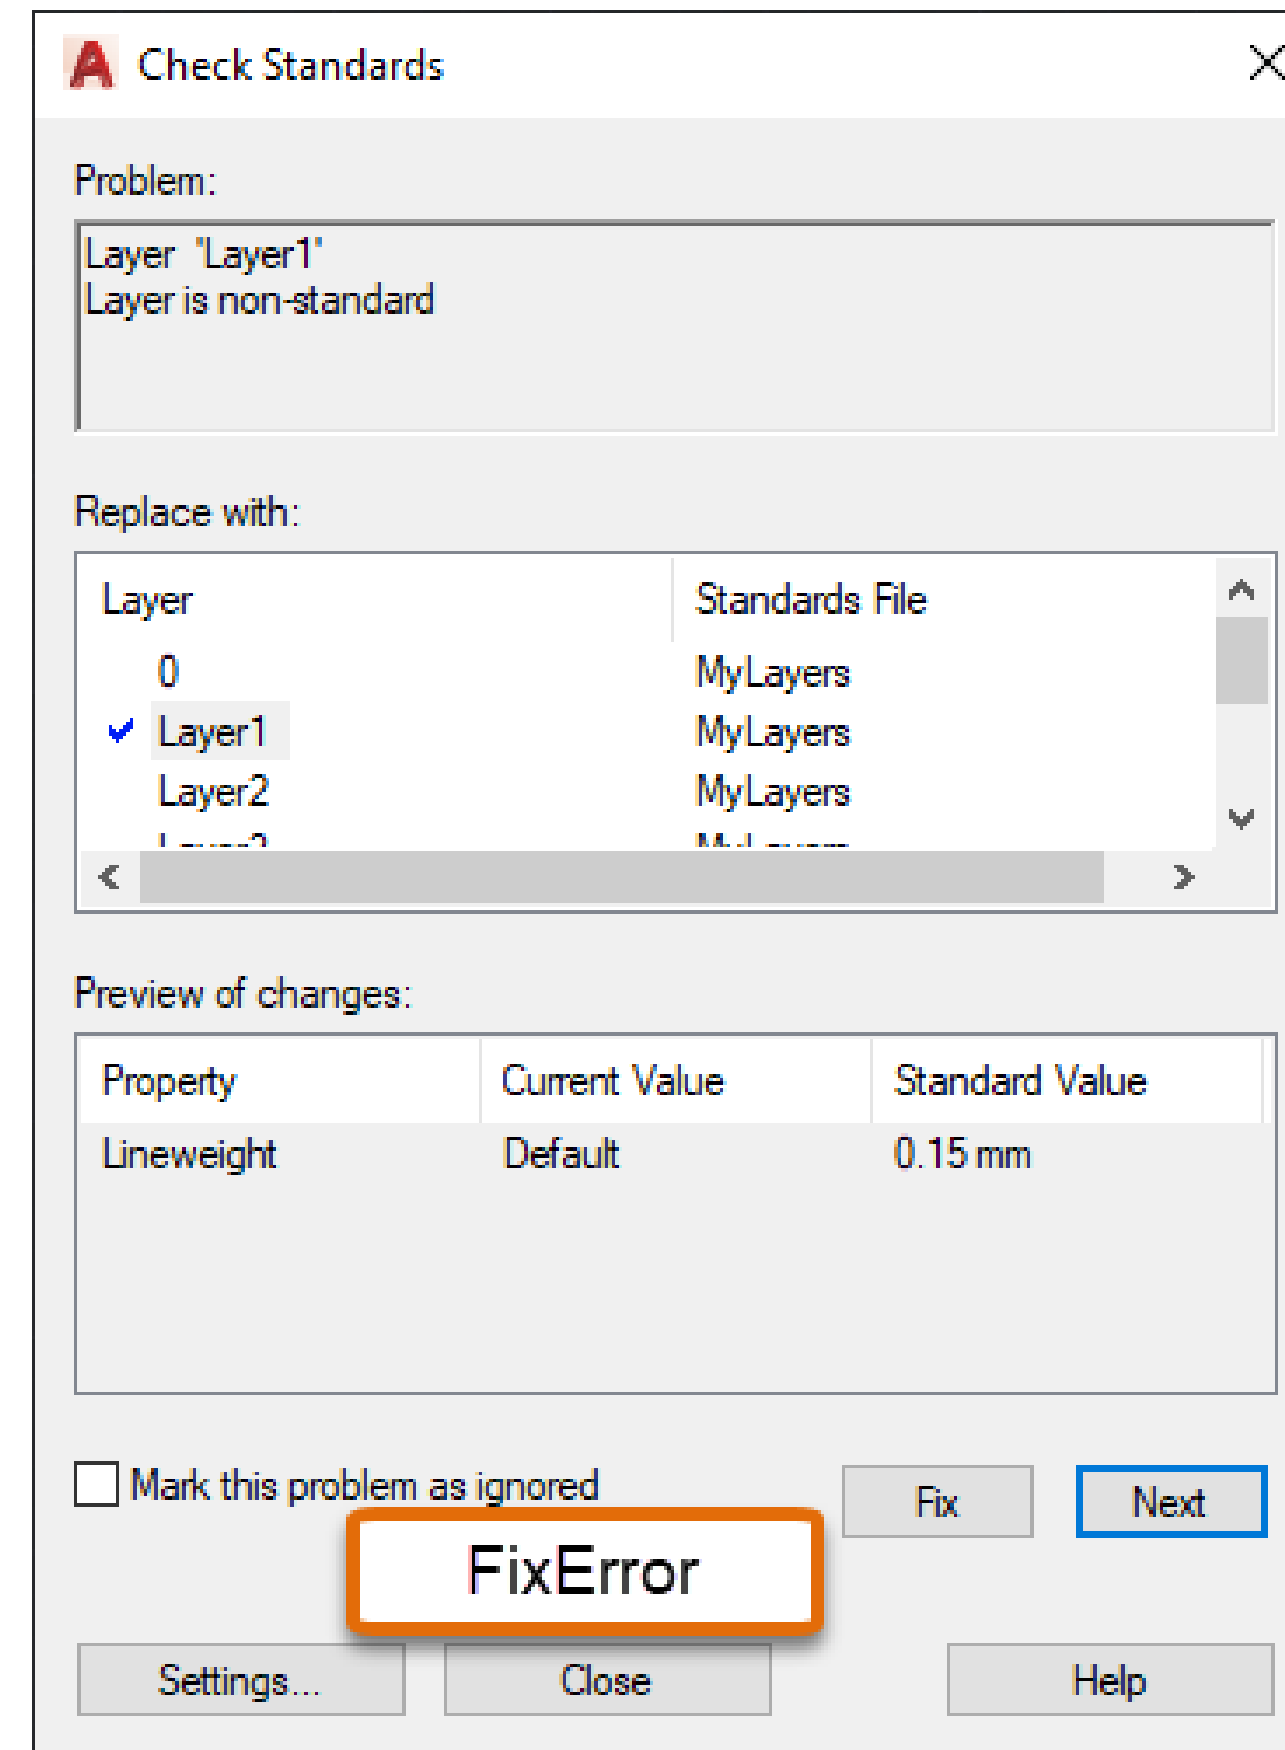 Check Standards
Problem:
Layer 'Layer1'
Layer is non-standard
Replace with:
Layer Standards File
0 MyLayers
Layer1 MyLayers
Layer2 MyLayers
Preview of changes:
Property Current Value Standard Value
Lineweight Default 0.15 mm
Mark this problem as ignored
Fix Next
FixError
Settings... Close Help